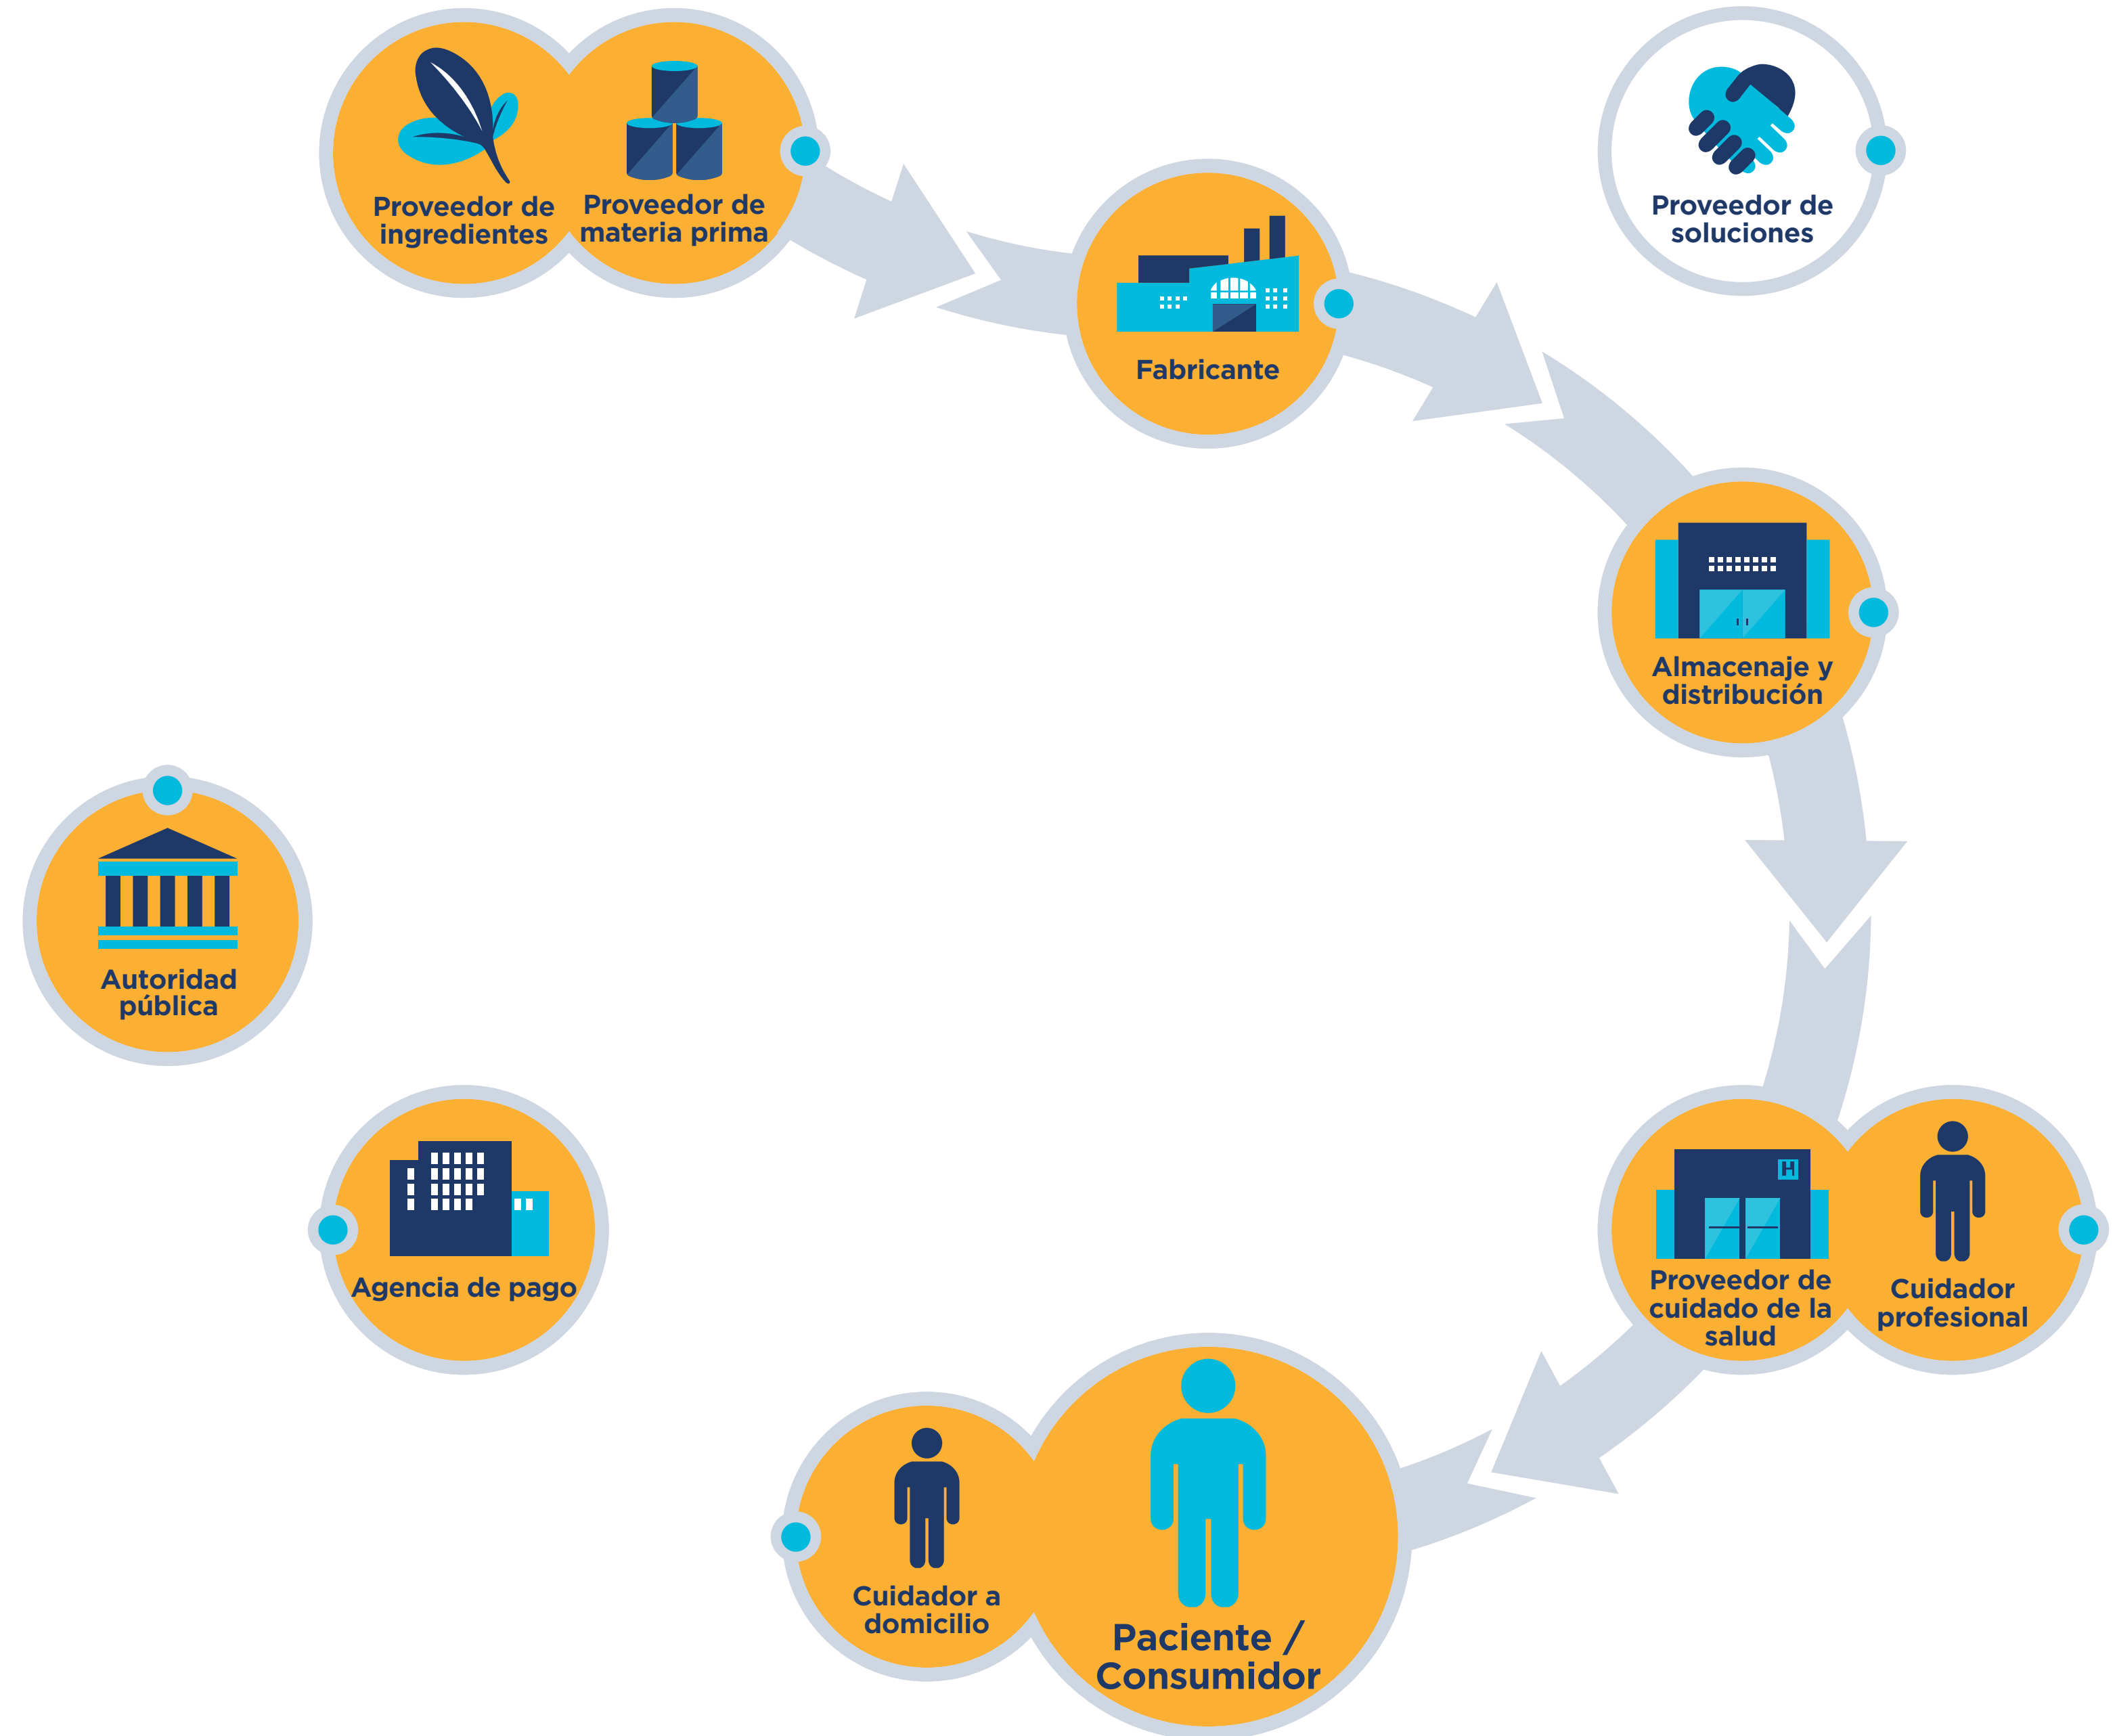 Proveedor de
ingredientes
Proveedor de
materia prima
Proveedor de
soluciones
Fabricante
Almacenaje y
distribución
Autoridad
pública
Agencia de pago
H
Proveedor de
cuidado de la
salud
Cuidador
profesional
Cuidador a
domicilio
Paciente /
Consumidor